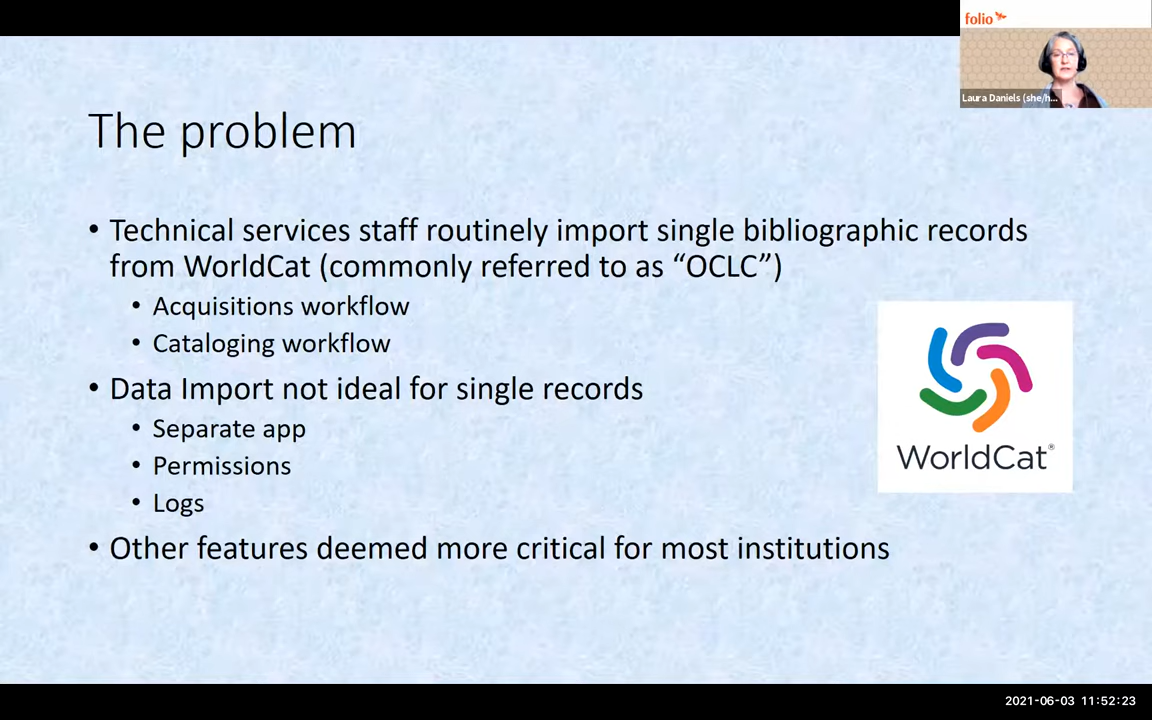 folio
Laura Daniels (she/h...
The problem
• Technical services staff routinely import single bibliographic records
from WorldCat (commonly referred to as “OCLC”)
• Acquisitions workflow
• Cataloging workflow
• Data Import not ideal for single records
• Separate app
• Permissions
• Logs
• Other features deemed more critical for most institutions
WorldCat®
2021-06-03 11:52:23